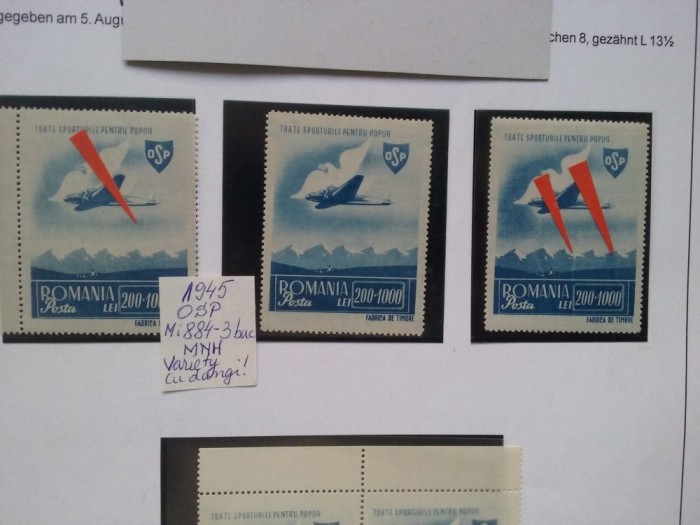 gegeben am 5. Augu
chen 8, gezähnt L 13½
TOATE SPORTURILE PENTRU POPOR
OSP
ROMANIA
Posta LEI 200-1000
FABRICA DE
TOATE SPORTURILE PENTRU POPOR
OSP
ROMANIA
Posta LEI 200-1000
FABRICA DE TIMBRE
TOATE SPORTURILE PENTRU POPOR
OSP
ROMANIA
Posta LEI 200-1000
FABRICA DE TIMBRE
1945
OSP
Mi 884-3 buc
MNH
Variety
cu dungi!
TOATE SPORTURILE PENTRU POPOR
TOATE SPORTURILE PENTRU POPOR